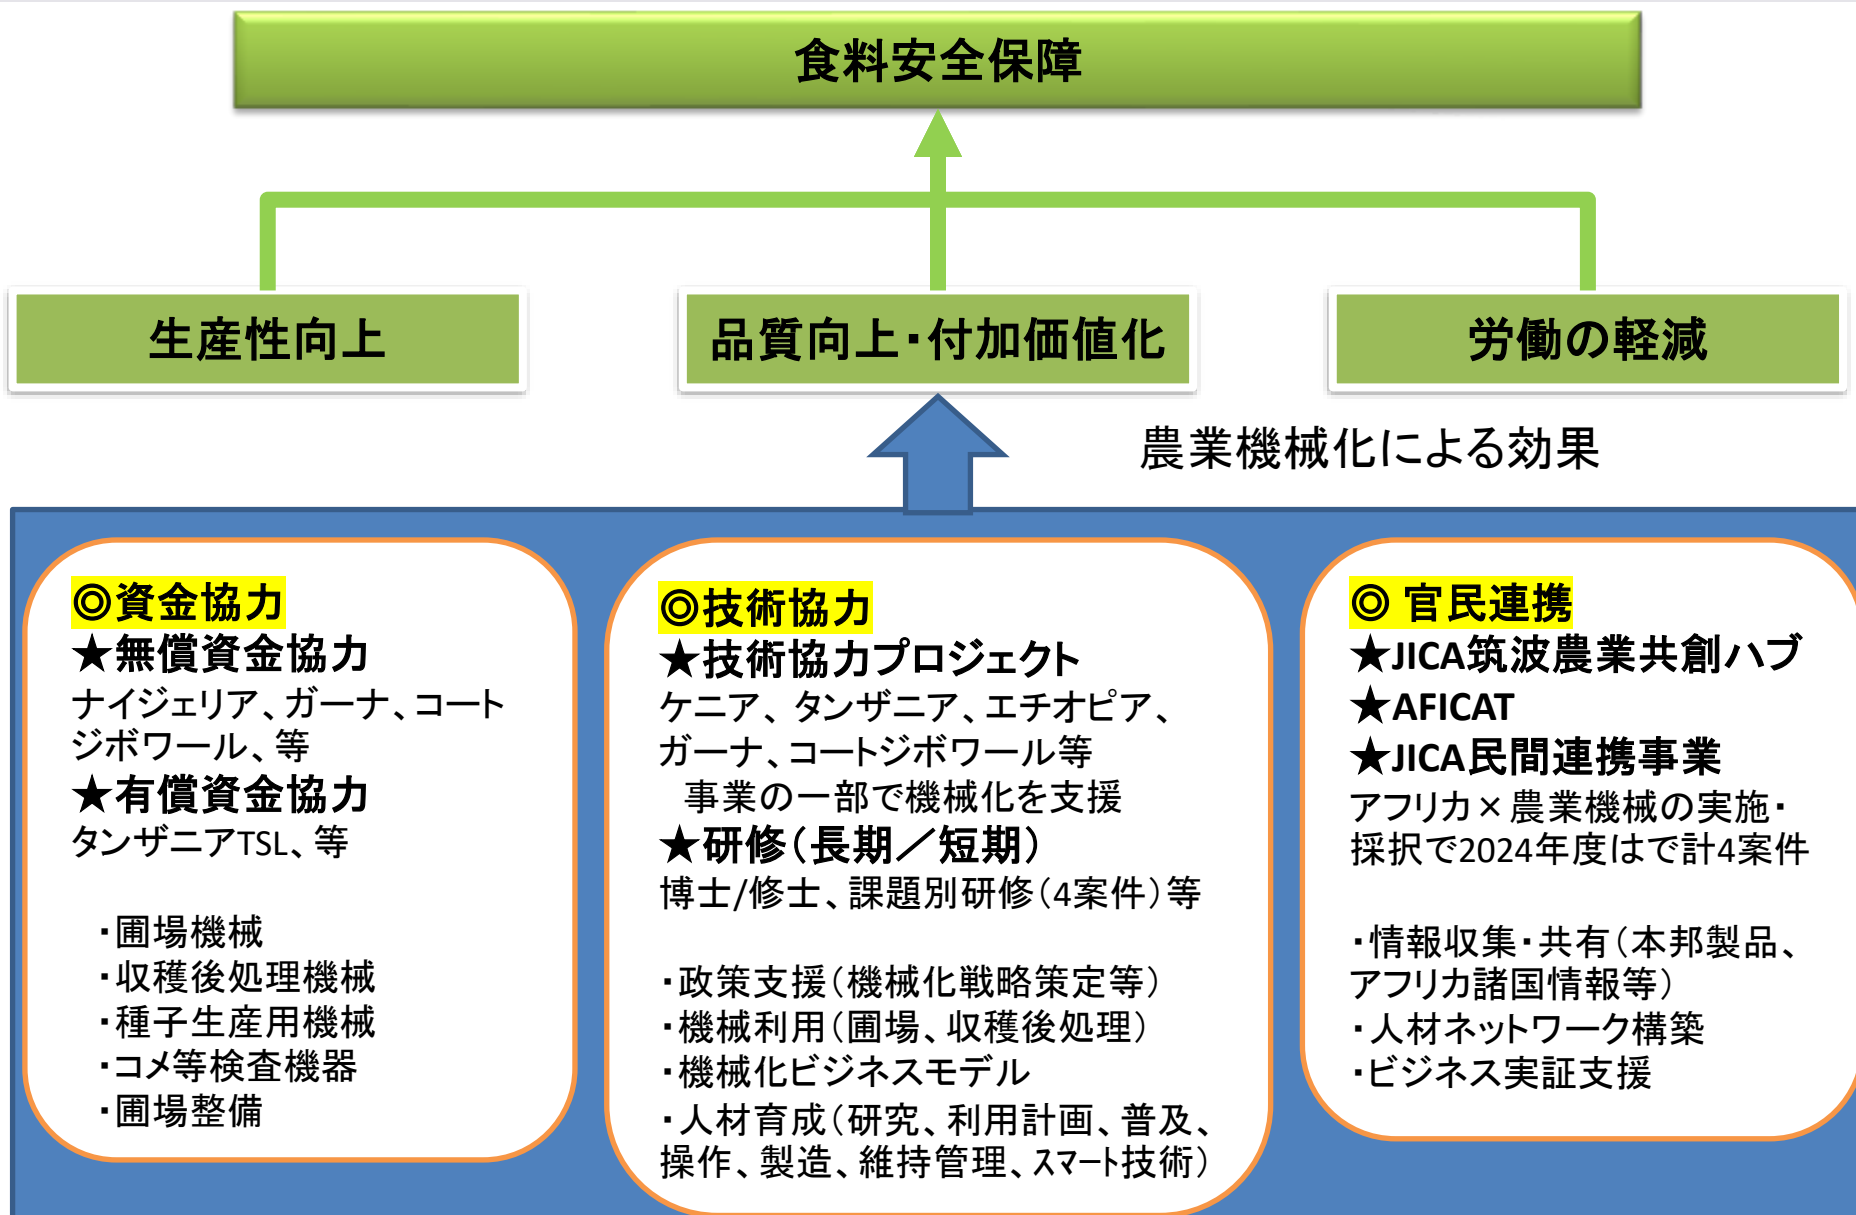 食料安全保障
生産性向上
品質向上・付加価値化
労働の軽減
農業機械化による効果
◎資金協力
★無償資金協力
ナイジェリア、ガーナ、コート
ジボワール、等
★有償資金協力
タンザニアTSL、等
・圃場機械
・収穫後処理機械
・種子生産用機械
・コメ等検査機器
・圃場整備
◎技術協力
★技術協力プロジェクト
ケニア、タンザニア、エチオピア、
ガーナ、コートジボワール等
事業の一部で機械化を支援
★研修（長期／短期）
博士/修士、課題別研修（4案件）等
・政策支援（機械化戦略策定等）
・機械利用（圃場、収穫後処理）
・機械化ビジネスモデル
・人材育成（研究、利用計画、普及、
操作、製造、維持管理、スマート技術）
◎ 官民連携
★JICA筑波農業共創ハブ
★AFICAT
★JICA民間連携事業
アフリカ×農業機械の実施・
採択で2024年度はで計4案件
・情報収集・共有（本邦製品、
アフリカ諸国情報等）
・人材ネットワーク構築
・ビジネス実証支援